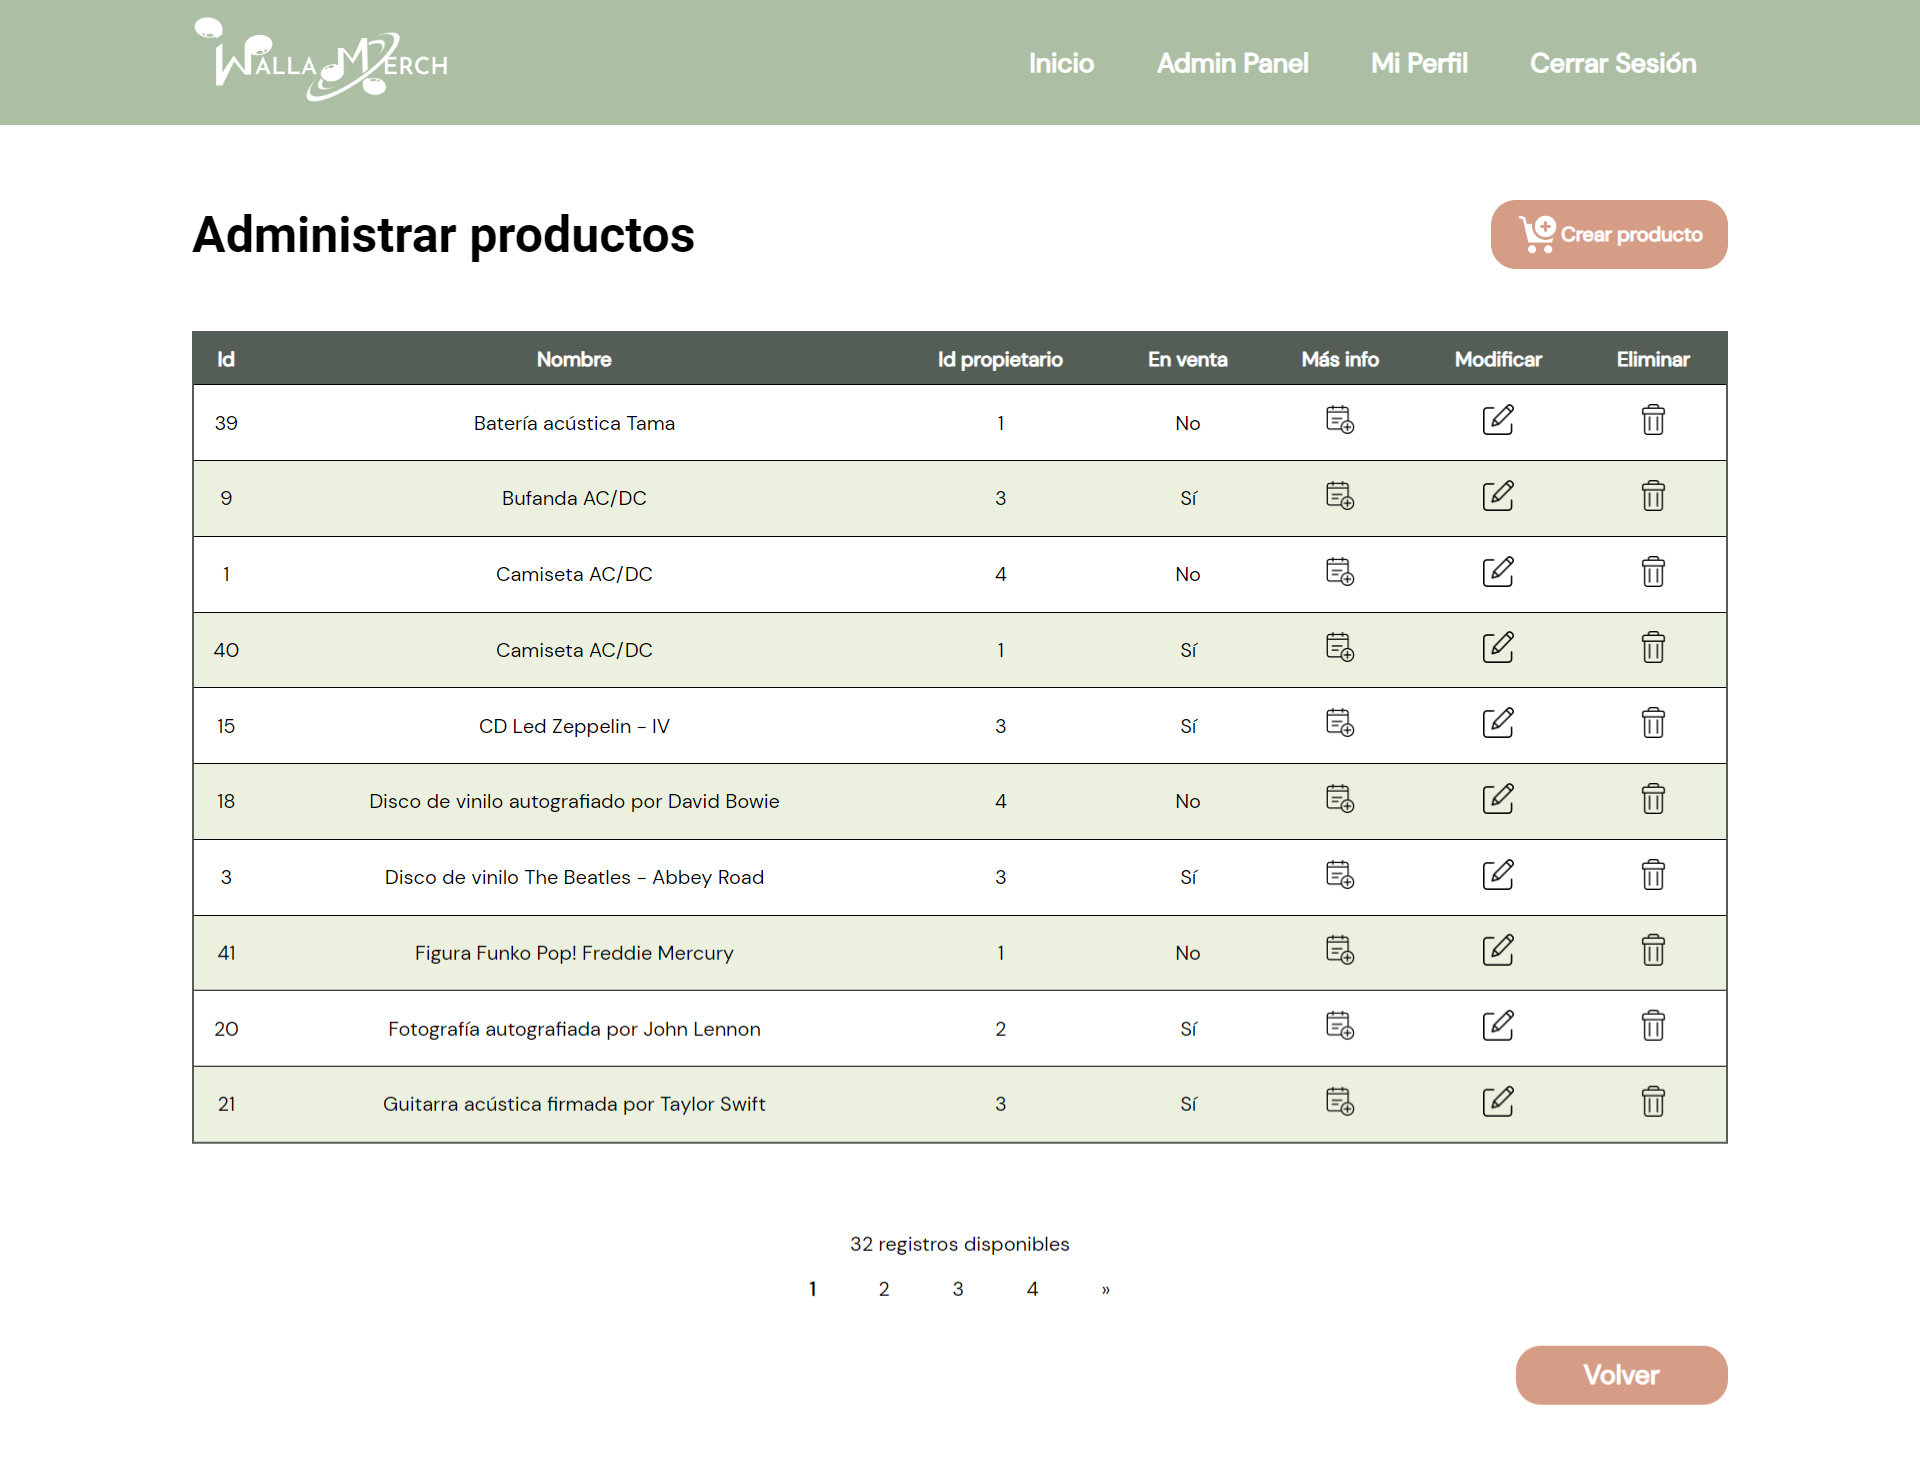 WALLA MERCH
Inicio Admin Panel Mi Perfil Cerrar Sesión
Administrar productos
Crear producto
Id Nombre Id propietario En venta Más info Modificar Eliminar
39 Batería acústica Tama 1 No
9 Bufanda AC/DC 3 Sí
1 Camiseta AC/DC 4 No
40 Camiseta AC/DC 1 Sí
15 CD Led Zeppelin - IV 3 Sí
18 Disco de vinilo autografiado por David Bowie 4 No
3 Disco de vinilo The Beatles - Abbey Road 3 Sí
41 Figura Funko Pop! Freddie Mercury 1 No
20 Fotografía autografiada por John Lennon 2 Sí
21 Guitarra acústica firmada por Taylor Swift 3 Sí
32 registros disponibles
1 2 3 4 »
Volver